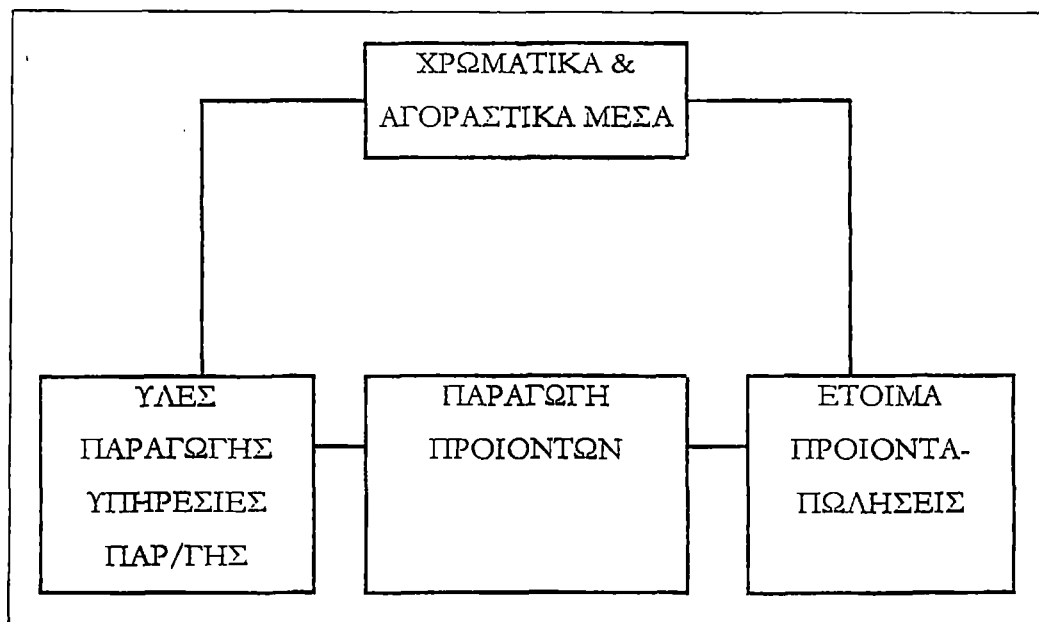 ΧΡΩΜΑΤΙΚΑ &
ΑΓΟΡΑΣΤΙΚΑ ΜΕΣΑ
ΥΛΕΣ
ΠΑΡΑΓΩΓΗΣ
ΥΠΗΡΕΣΙΕΣ
ΠΑΡ/ΓΗΣ
ΠΑΡΑΓΩΓΗ
ΠΡΟΙΟΝΤΩΝ
ΕΤΟΙΜΑ
ΠΡΟΙΟΝΤΑ-
ΠΩΛΗΣΕΙΣ